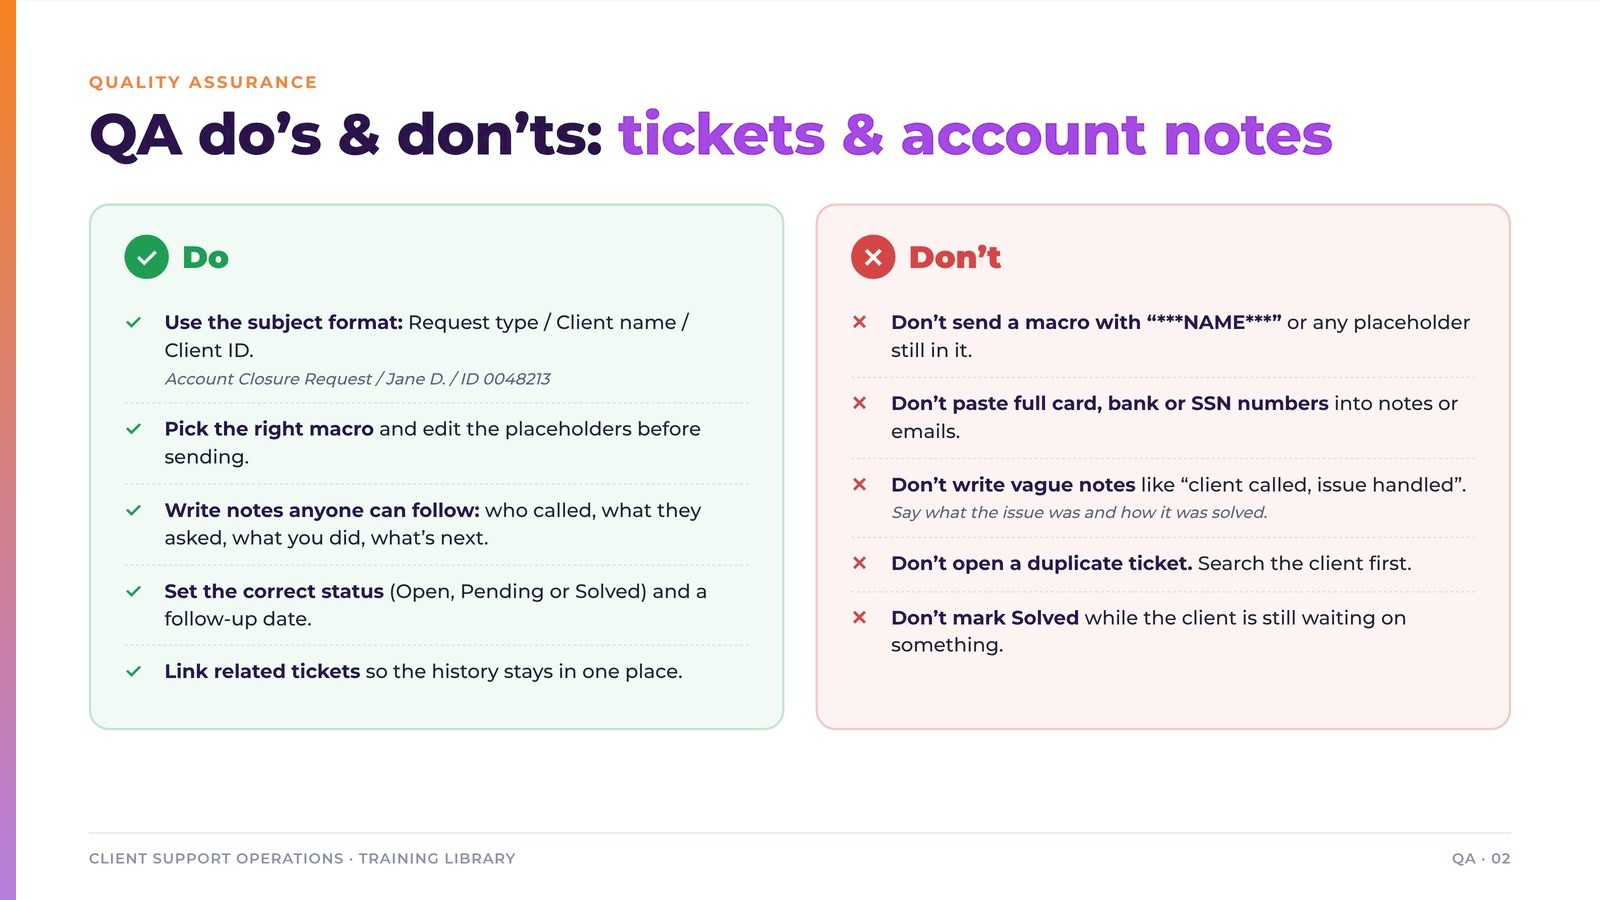 QUALITY ASSURANCE
QA do’s & don’ts: tickets & account notes
Do
Use the subject format: Request type / Client name /
Client ID.
Account Closure Request / Jane D. / ID 0048213
Pick the right macro and edit the placeholders before
sending.
Write notes anyone can follow: who called, what they
asked, what you did, what’s next.
Set the correct status (Open, Pending or Solved) and a
follow-up date.
Link related tickets so the history stays in one place.
Don’t
Don’t send a macro with “***NAME***” or any placeholder
still in it.
Don’t paste full card, bank or SSN numbers into notes or
emails.
Don’t write vague notes like “client called, issue handled”.
Say what the issue was and how it was solved.
Don’t open a duplicate ticket. Search the client first.
Don’t mark Solved while the client is still waiting on
something.
CLIENT SUPPORT OPERATIONS · TRAINING LIBRARY
QA · 02